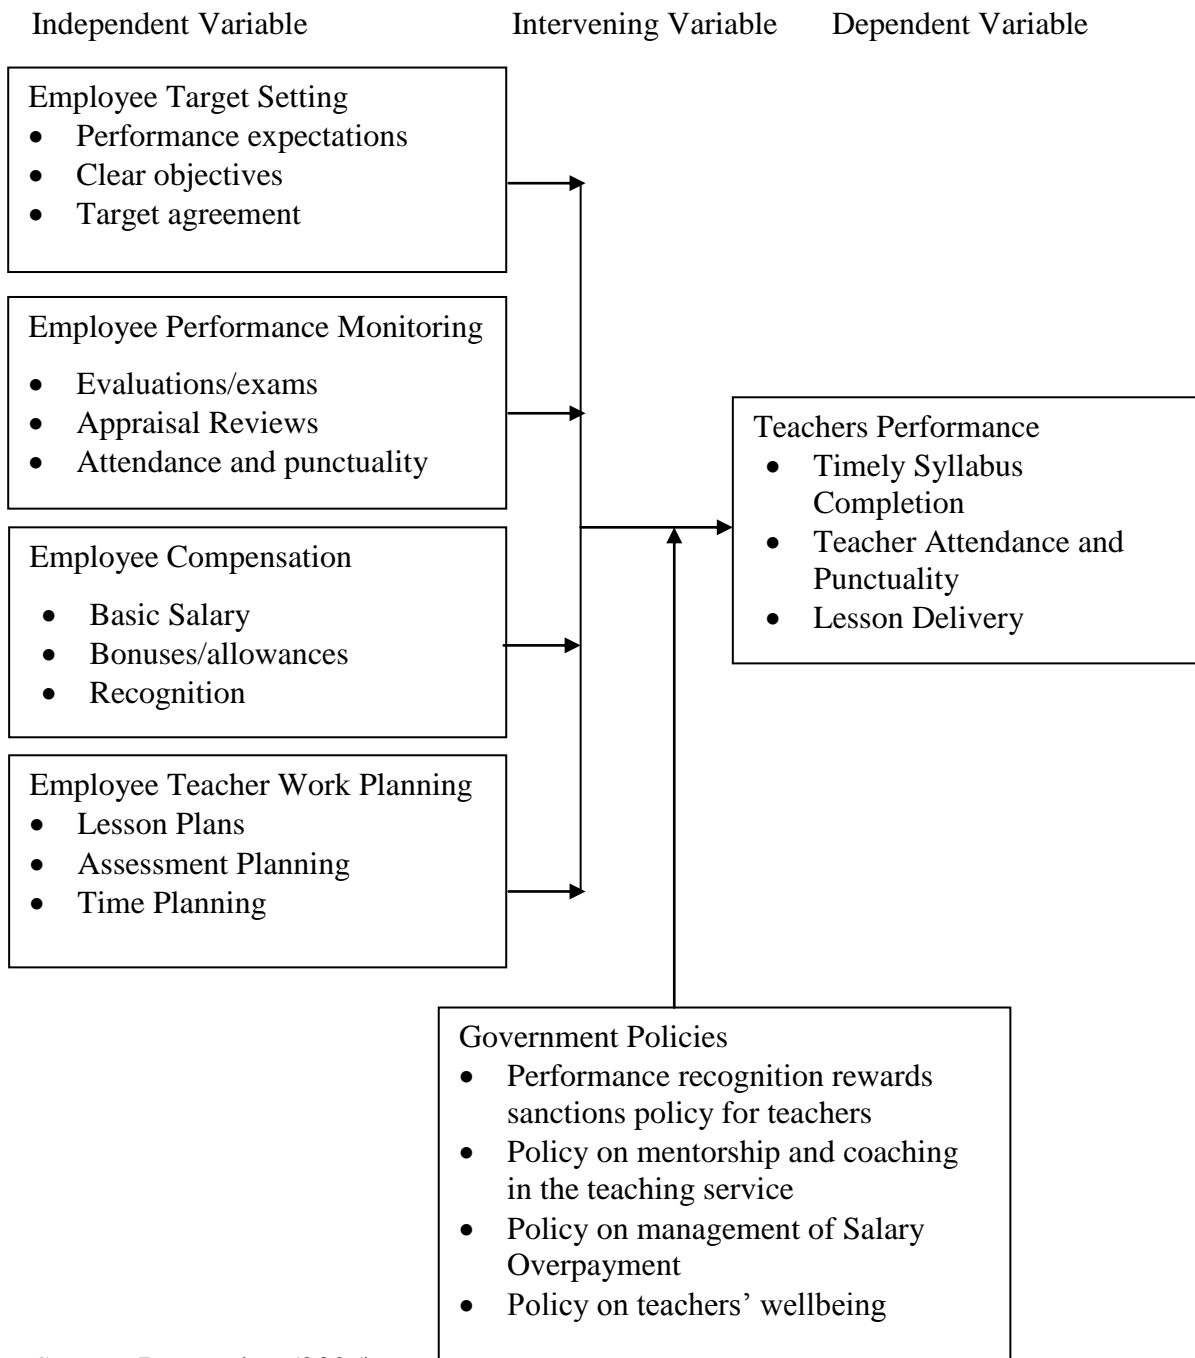 Independent Variable
Intervening Variable
Dependent Variable
Employee Target Setting
• Performance expectations
• Clear objectives
• Target agreement
Employee Performance Monitoring
• Evaluations/exams
• Appraisal Reviews
• Attendance and punctuality
Employee Compensation
• Basic Salary
• Bonuses/allowances
• Recognition
Employee Teacher Work Planning
• Lesson Plans
• Assessment Planning
• Time Planning
Teachers Performance
• Timely Syllabus
Completion
• Teacher Attendance and
Punctuality
• Lesson Delivery
Government Policies
• Performance recognition rewards
sanctions policy for teachers
• Policy on mentorship and coaching
in the teaching service
• Policy on management of Salary
Overpayment
• Policy on teachers’ wellbeing